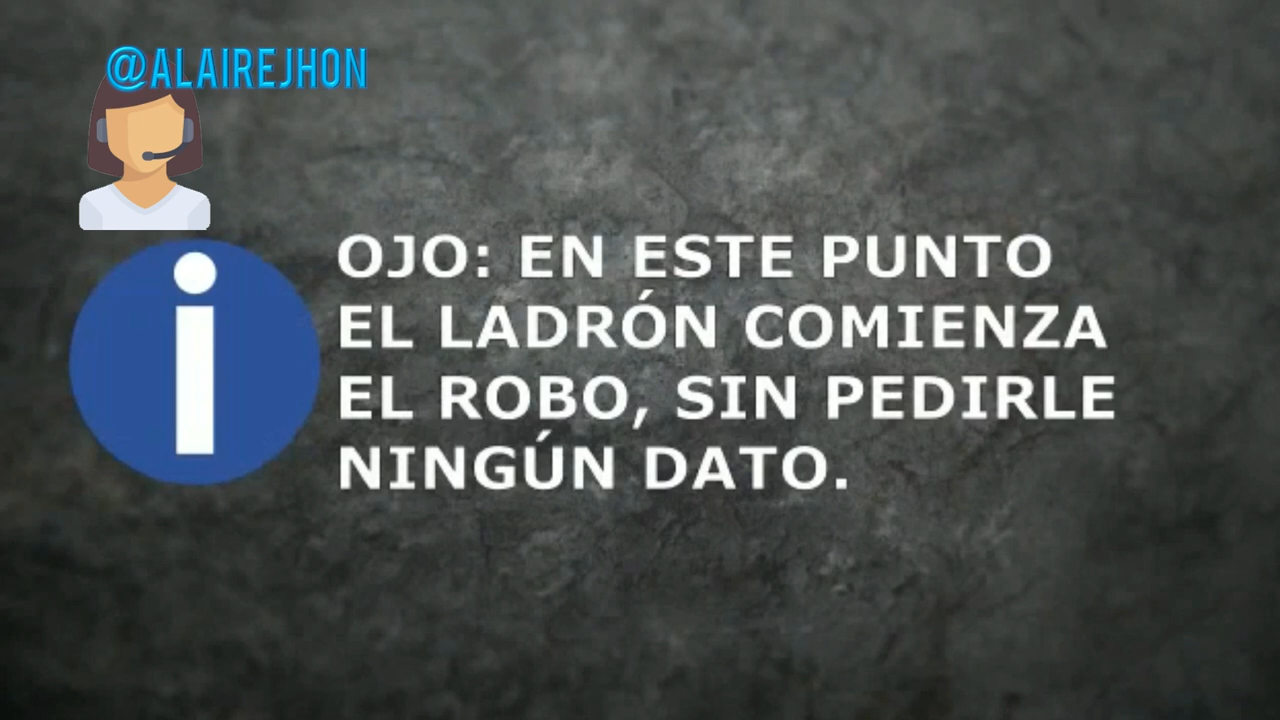 @ALAIREJHON
OJO: EN ESTE PUNTO
EL LADRÓN COMIENZA
EL ROBO, SIN PEDIRLE
NINGÚN DATO.